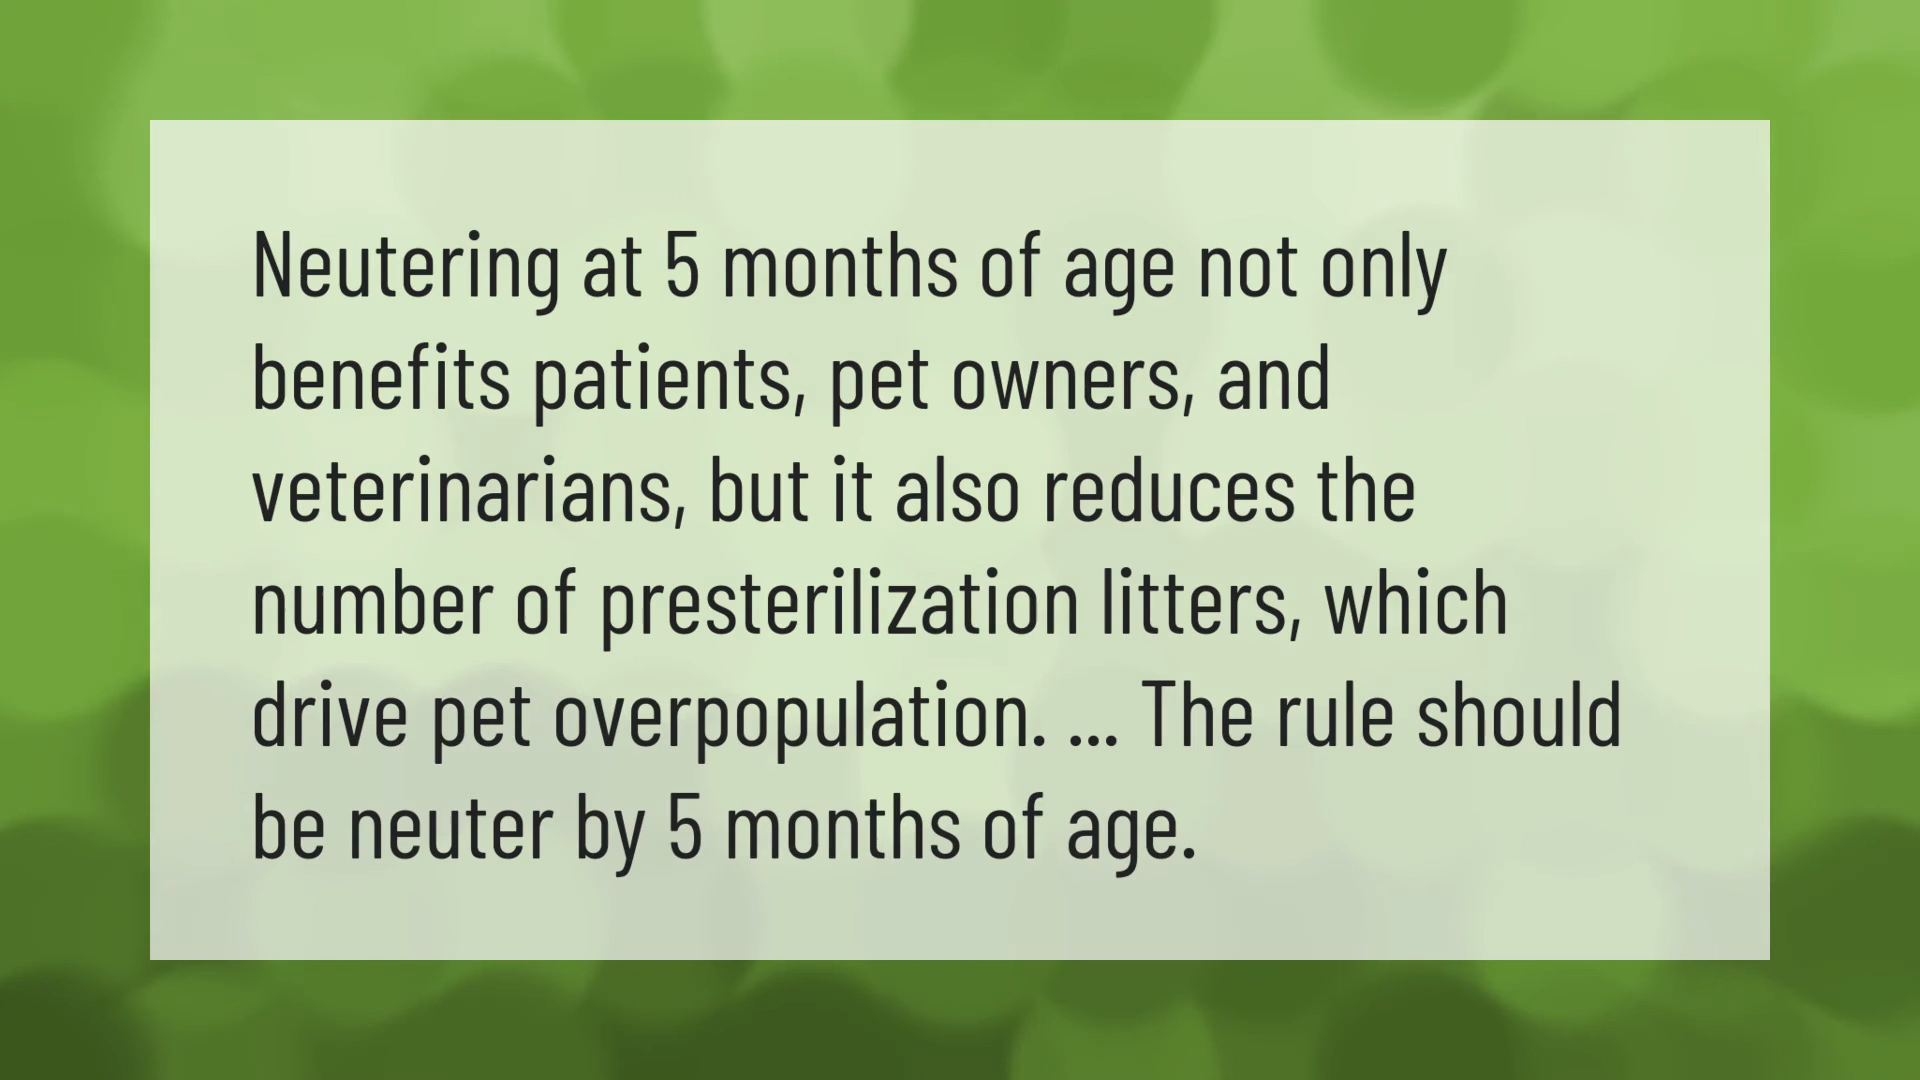 Neutering at 5 months of age not only
benefits patients, pet owners, and
veterinarians, but it also reduces the
number of presterilization litters, which
drive pet overpopulation. ... The rule should
be neuter by 5 months of age.